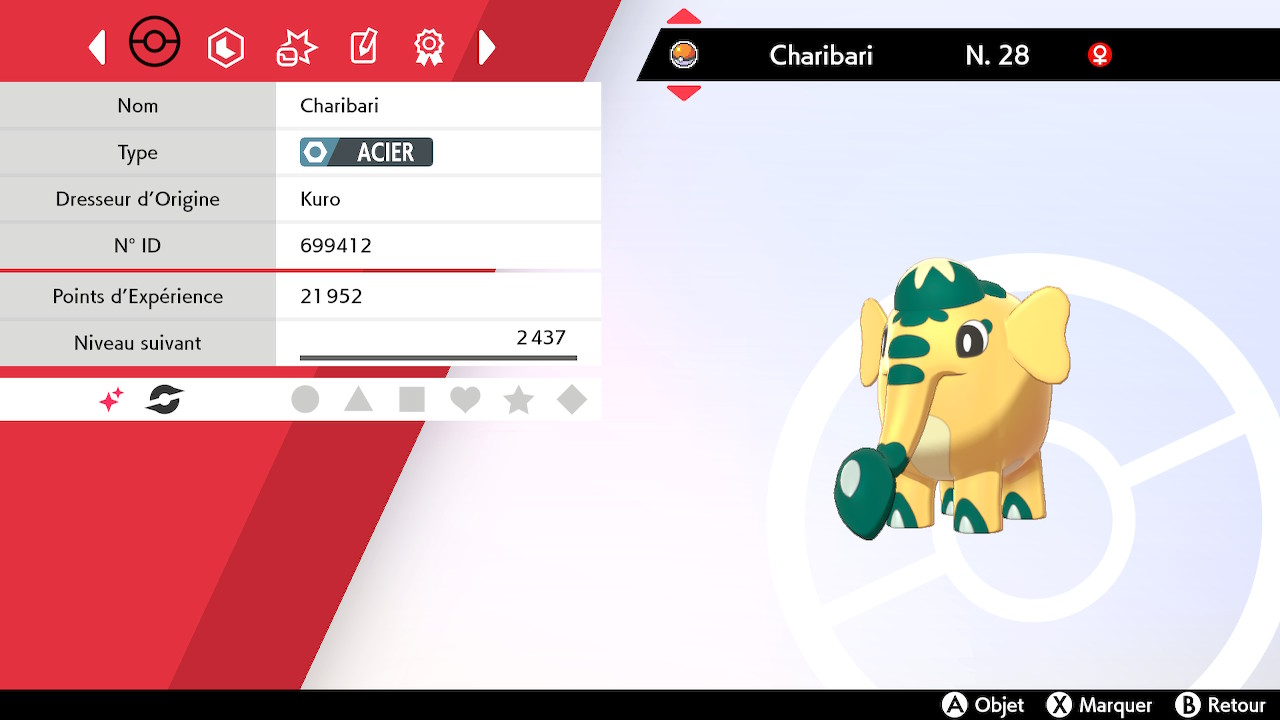 Charibari N. 28
Nom Charibari
Type ACIER
Dresseur d'Origine Kuro
N° ID 699412
Points d'Expérience 21 952
Niveau suivant 2 437
A Objet X Marquer B Retour